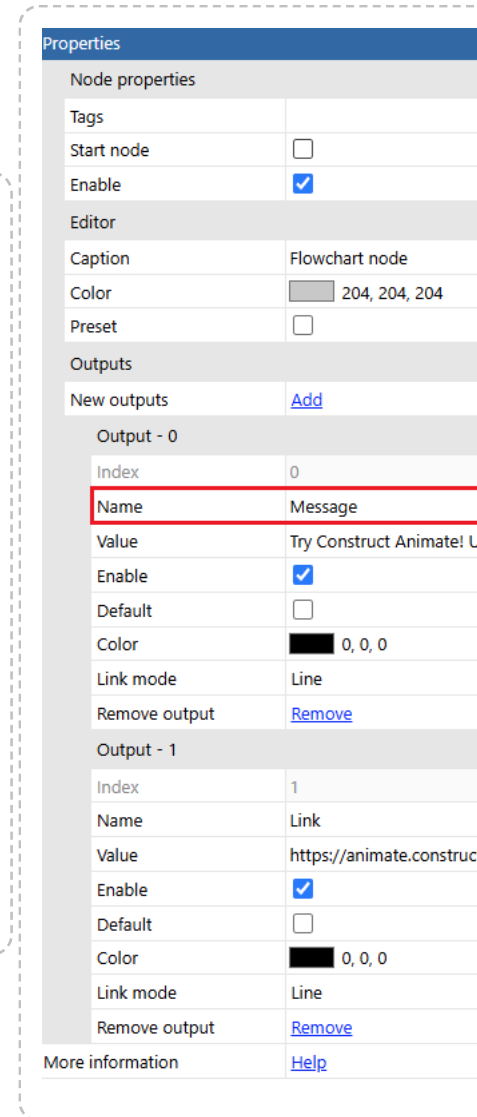 Properties
Node properties
Tags
Start node
Enable
Editor
Caption Flowchart node
Color 204, 204, 204
Preset
Outputs
New outputs Add
Output - 0
Index 0
Name Message
Value Try Construct Animate! U
Enable
Default
Color 0, 0, 0
Link mode Line
Remove output Remove
Output - 1
Index 1
Name Link
Value https://animate.construc
Enable
Default
Color 0, 0, 0
Link mode Line
Remove output Remove
More information Help